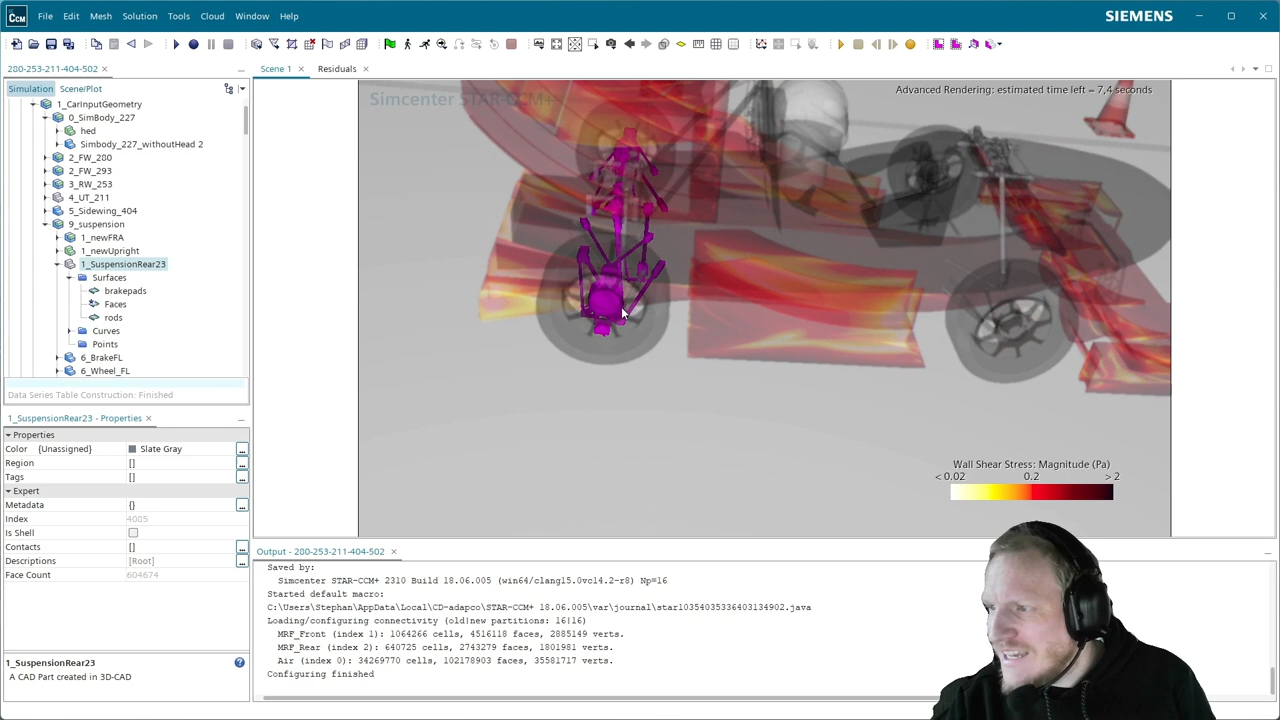 CCM
File Edit Mesh Solution Tools Cloud Window Help
SIEMENS
280-253-211-404-502
Simulation Scene/Plot
1_CarInputGeometry
0_SimBody_227
hed
Simbody_227_withoutHead 2
2_FW_280
2_FW_293
3_RW_253
4_UT_211
5_Sidewing_404
9_suspension
1_newFRA
1_newUpright
1_SuspensionRear23
Surfaces
brakepads
Faces
rods
Curves
Points
6_BrakeFL
6_Wheel_FL
Data Series Table Construction: Finished
1_SuspensionRear23 - Properties
Properties
Color {Unassigned} Slate Gray ...
Region [] ...
Tags [] ...
Expert
Metadata {} ...
Index 4085
Is Shell
Contacts [] ...
Descriptions [Root] ...
Face Count 604674
1_SuspensionRear23
A CAD Part created in 3D-CAD
Scene 1 Residuals
Simcenter STAR-CCM+
Advanced Rendering: estimated time left = 7.4 seconds
Wall Shear Stress: Magnitude (Pa)
< 0.02 0.2 > 2
Output - 280-253-211-404-502
Saved by:
Simcenter STAR-CCM+ 2310 Build 18.06.005 (win64/clang15.0vc14.2-r8) Np=16
Started default macro:
C:\Users\Stephan\AppData\Local\CD-adapco\STAR-CCM+ 18.06.005\var\journal\star10354035336403134902.java
Loading/configuring connectivity (old|new partitions: 16|16)
MRF_Front (index 1): 1064266 cells, 4516118 faces, 2885149 verts.
MRF_Rear (index 2): 640725 cells, 2743279 faces, 1801981 verts.
Air (index 0): 34269770 cells, 102178903 faces, 35581717 verts.
Configuring finished